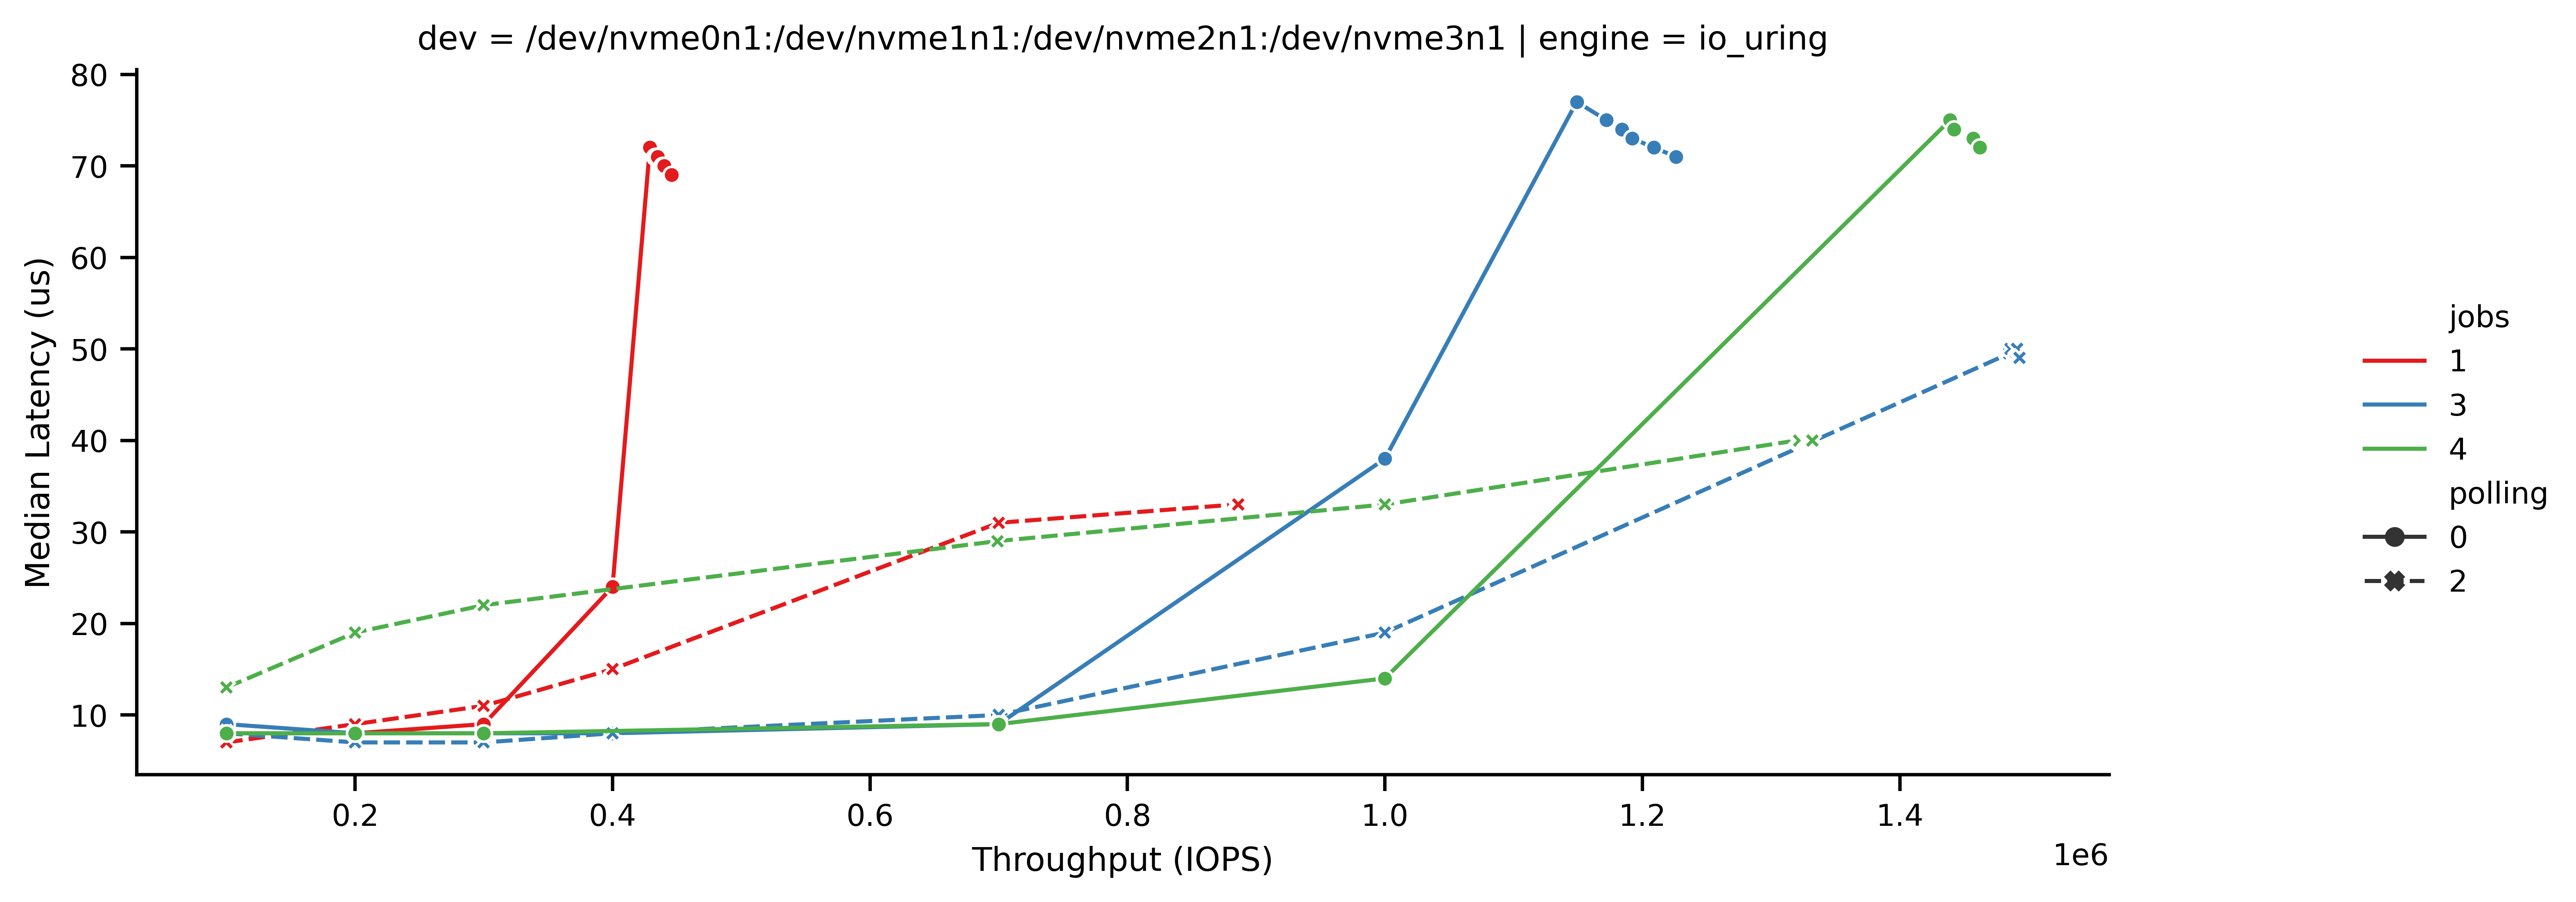 dev = /dev/nvme0n1:/dev/nvme1n1:/dev/nvme2n1:/dev/nvme3n1 | engine = io_uring
80
70
60
50
40
30
20
10
Median Latency (us)
0.2 0.4 0.6 0.8 1.0 1.2 1.4
1e6
Throughput (IOPS)
jobs
1
3
4
polling
0
2